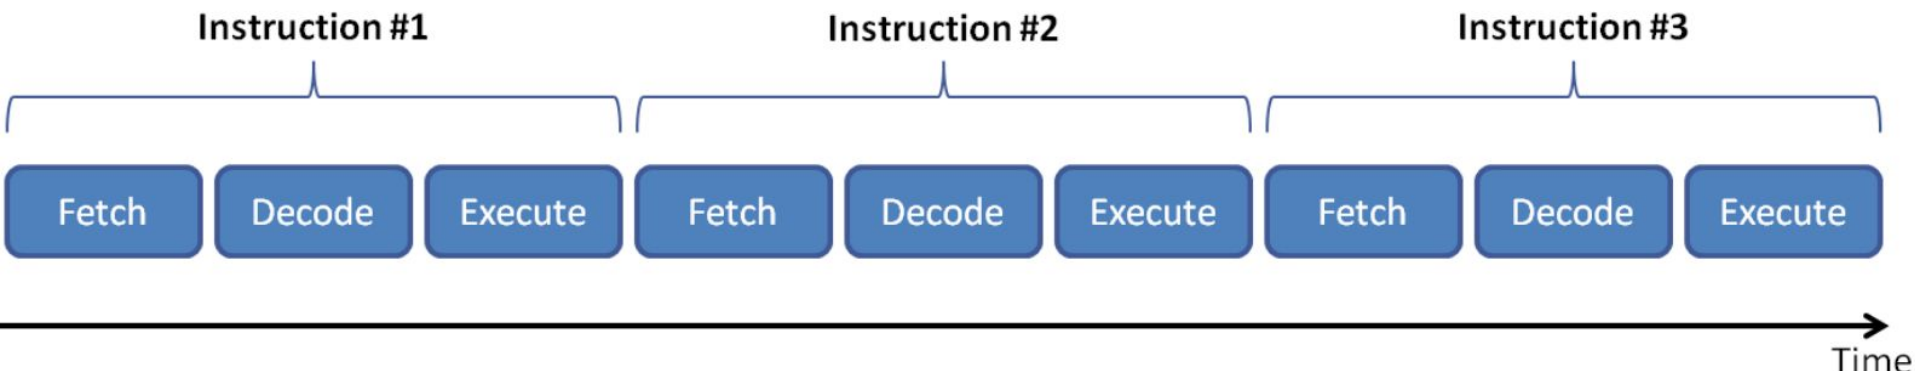 Instruction #1 Instruction #2 Instruction #3
Fetch Decode Execute Fetch Decode Execute Fetch Decode Execute
Time